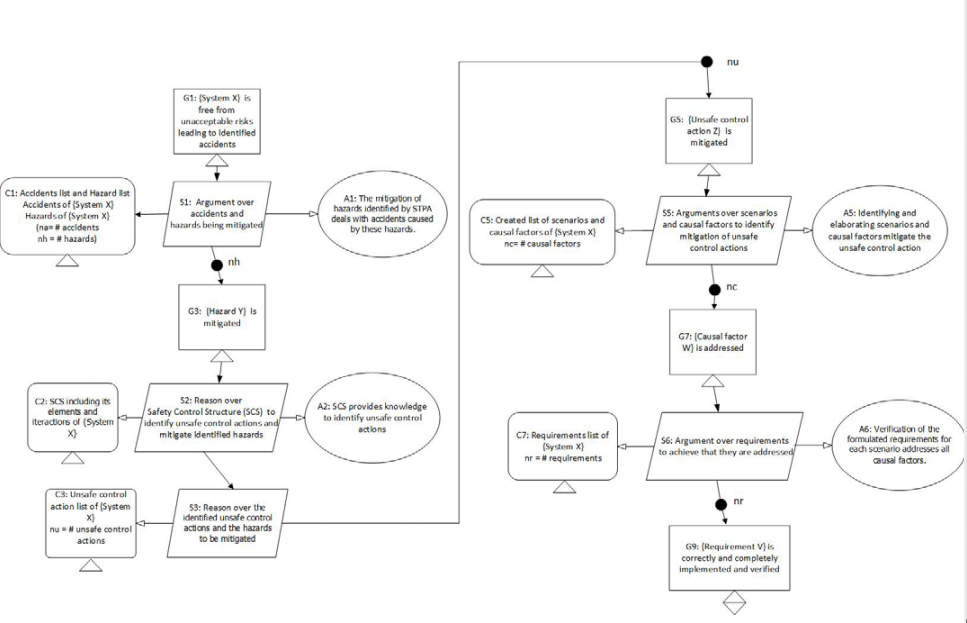 G1: {System X} is
free from
unacceptable risks
leading to identified
accidents
C1: Accidents list and Hazard list
Accidents of {System X}
Hazards of {System X}
(na= # accidents
nh = # hazards)
S1: Argument over
accidents and
hazards being mitigated
A1: The mitigation of
hazards identified by STPA
deals with accidents caused
by these hazards.
nh
G3: {Hazard Y} is
mitigated
C2: SCS including its
elements and
iteractions of {System
X}
S2: Reason over
Safety Control Structure (SCS) to
identify unsafe control actions and
mitigate identified hazards
A2: SCS provides knowledge
to identify unsafe control
actions
C3: Unsafe control
action list of {System
X}
nu = # unsafe control
actions
S3: Reason over the
identified unsafe control
actions and the hazards
to be mitigated
nu
G5: {Unsafe control
action Z} is
mitigated
C5: Created list of scenarios and
causal factors of {System X}
nc= # causal factors
S5: Arguments over scenarios
and causal factors to identify
mitigation of unsafe
control actions
A5: Identifying and
elaborating scenarios and
causal factors mitigate the
unsafe control action
nc
G7: {Causal factor
W} is addressed
C7: Requirements list of
{System X}
nr = # requirements
S6: Argument over requirements
to achieve that they are addressed
A6: Verification of the
formulated requirements for
each scenario addresses all
causal factors.
nr
G9: {Requirement V} is
correctly and completely
implemented and verified